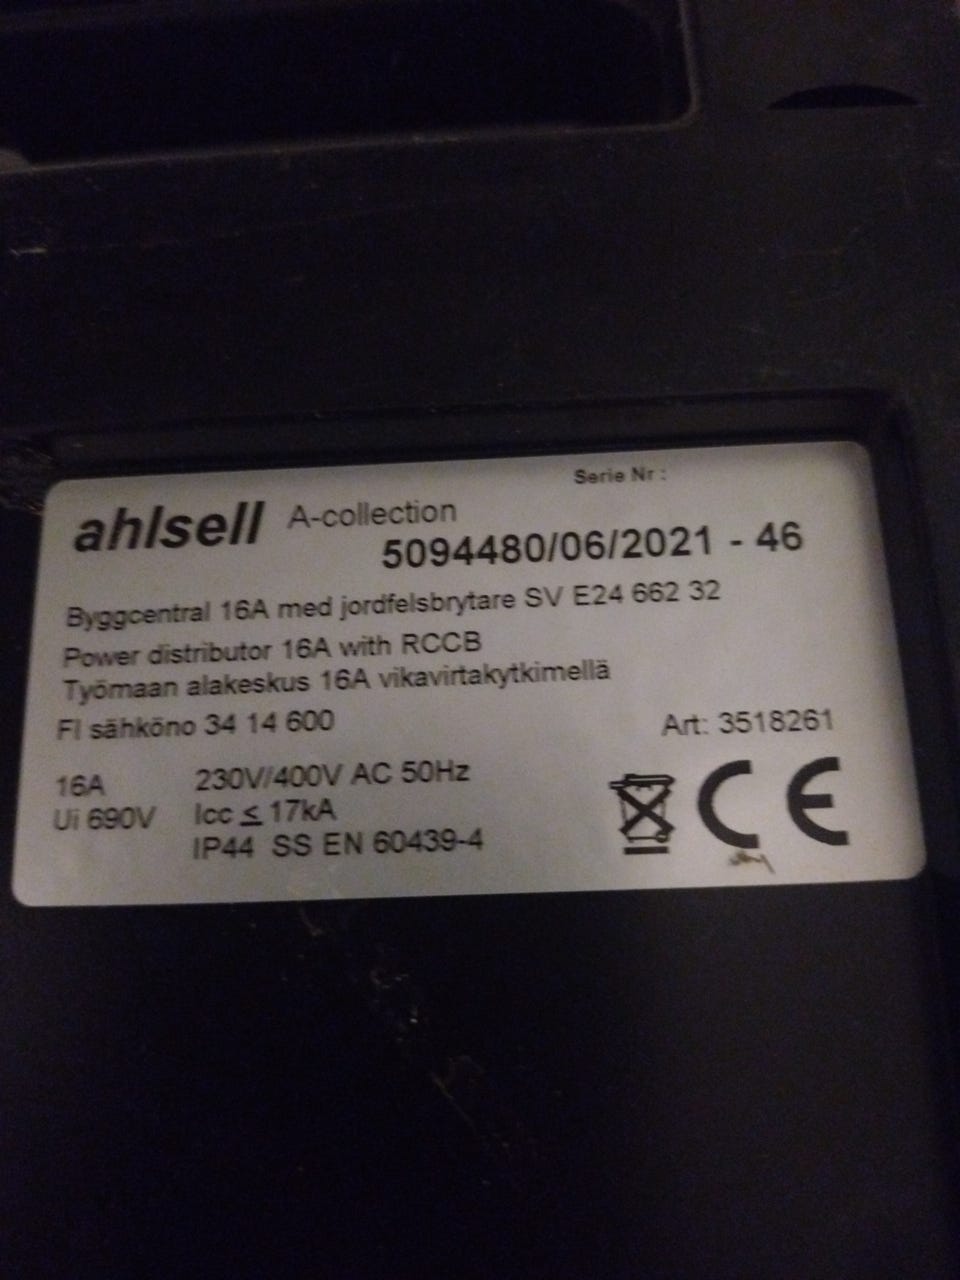 Serie Nr :
ahlsell A-collection
5094480/06/2021 - 46
Byggcentral 16A med jordfelsbrytare SV E24 662 32
Power distributor 16A with RCCB
Työmaan alakeskus 16A vikavirtakytkimellä
FI sähköno 34 14 600 Art: 3518261
16A 230V/400V AC 50Hz
Ui 690V Icc ≤ 17kA
IP44 SS EN 60439-4
CE